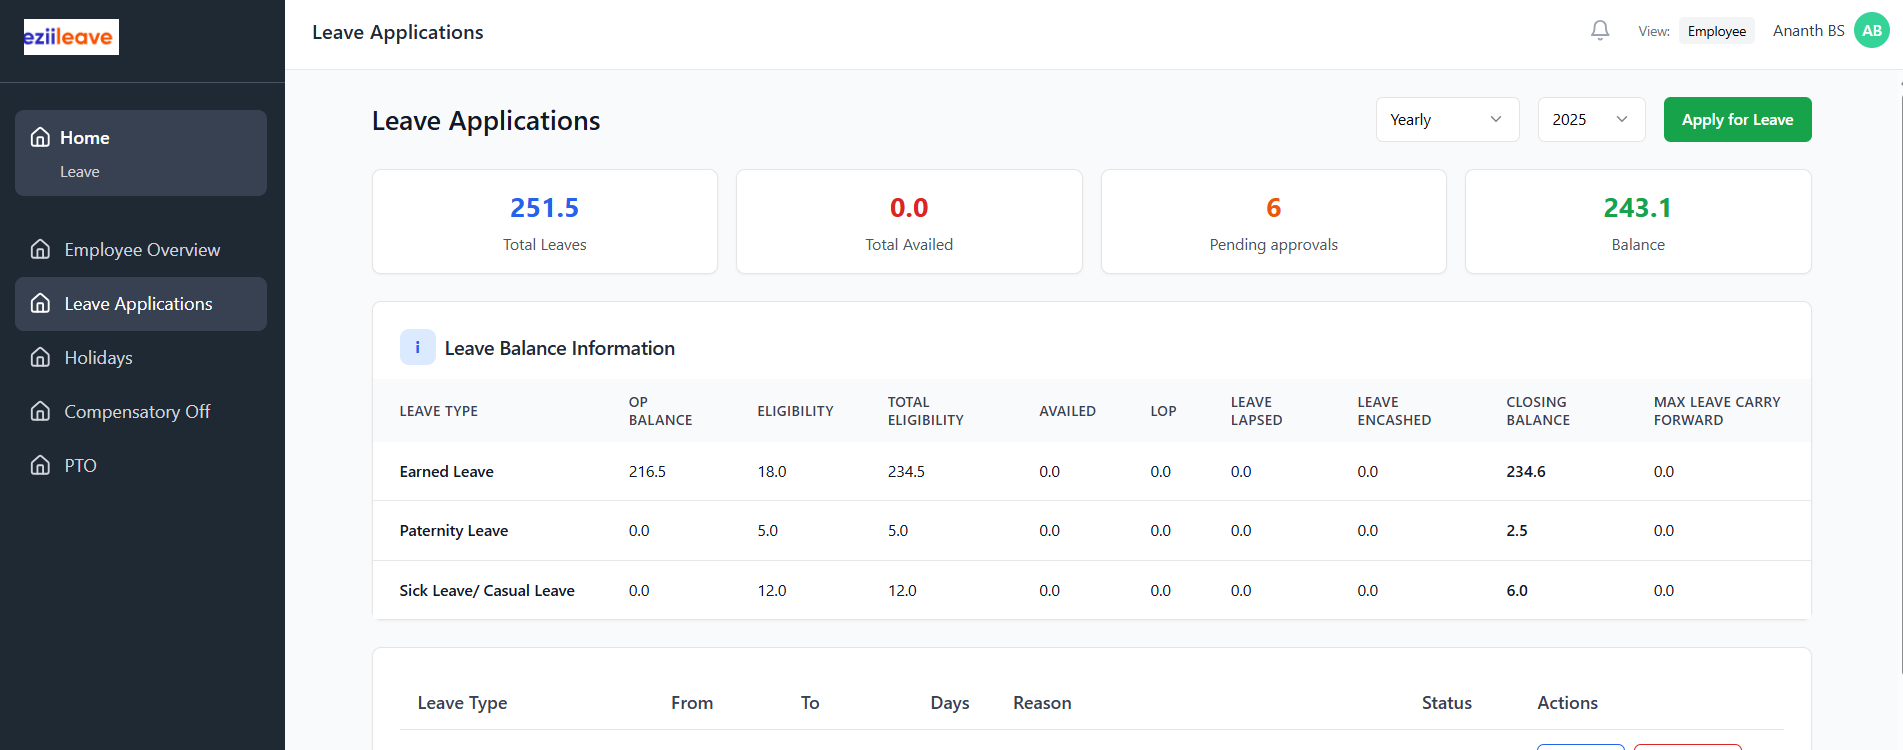 eziileave
Leave Applications
View: Employee Ananth BS AB
Home
Leave
Employee Overview
Leave Applications
Holidays
Compensatory Off
PTO
Leave Applications
Yearly 2025 Apply for Leave
251.5 0.0 6 243.1
Total Leaves Total Availed Pending approvals Balance
i Leave Balance Information
LEAVE TYPE OP BALANCE ELIGIBILITY TOTAL ELIGIBILITY AVAILED LOP LEAVE LAPSED LEAVE ENCASHED CLOSING BALANCE MAX LEAVE CARRY FORWARD
Earned Leave 216.5 18.0 234.5 0.0 0.0 0.0 0.0 234.6 0.0
Paternity Leave 0.0 5.0 5.0 0.0 0.0 0.0 0.0 2.5 0.0
Sick Leave/ Casual Leave 0.0 12.0 12.0 0.0 0.0 0.0 0.0 6.0 0.0
Leave Type From To Days Reason Status Actions